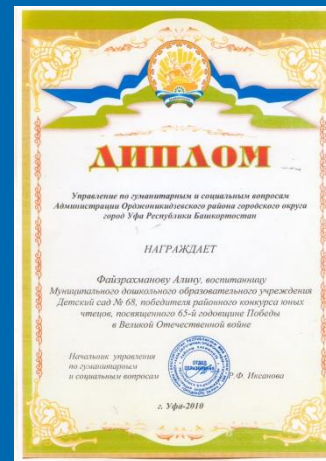 ДИПЛОМ
Управление по гуманитарным и социальным вопросам
Администрации Орджоникидзевского района городского округа
город Уфа Республики Башкортостан
НАГРАЖДАЕТ
Файзрахманову Алину, воспитанницу
Муниципального дошкольного образовательного учреждения
Детский сад № 68, победителя районного конкурса юных
чтецов, посвященного 65-й годовщине Победы
в Великой Отечественной войне
Начальник управления
по гуманитарным
и социальным вопросам
Р.Ф. Иксанова
г. Уфа-2010